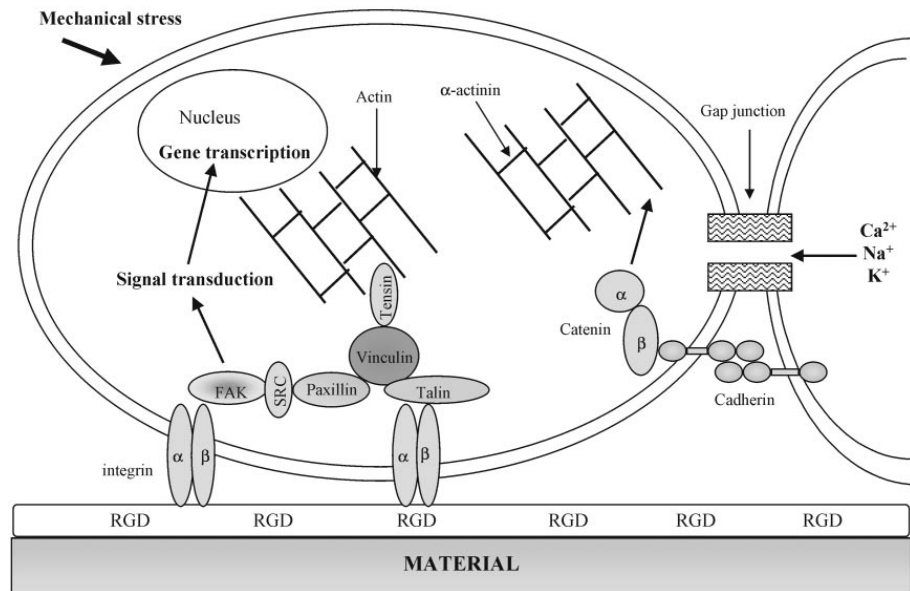 Mechanical stress
Nucleus
Gene transcription
Actin
α-actinin
Gap junction
Ca²⁺
Na⁺
K⁺
Signal transduction
Tensin
α
Catenin
β
Vinculin
FAK
SRC
Paxillin
Talin
Cadherin
integrin
α
β
α
β
RGD
RGD
RGD
RGD
RGD
RGD
MATERIAL